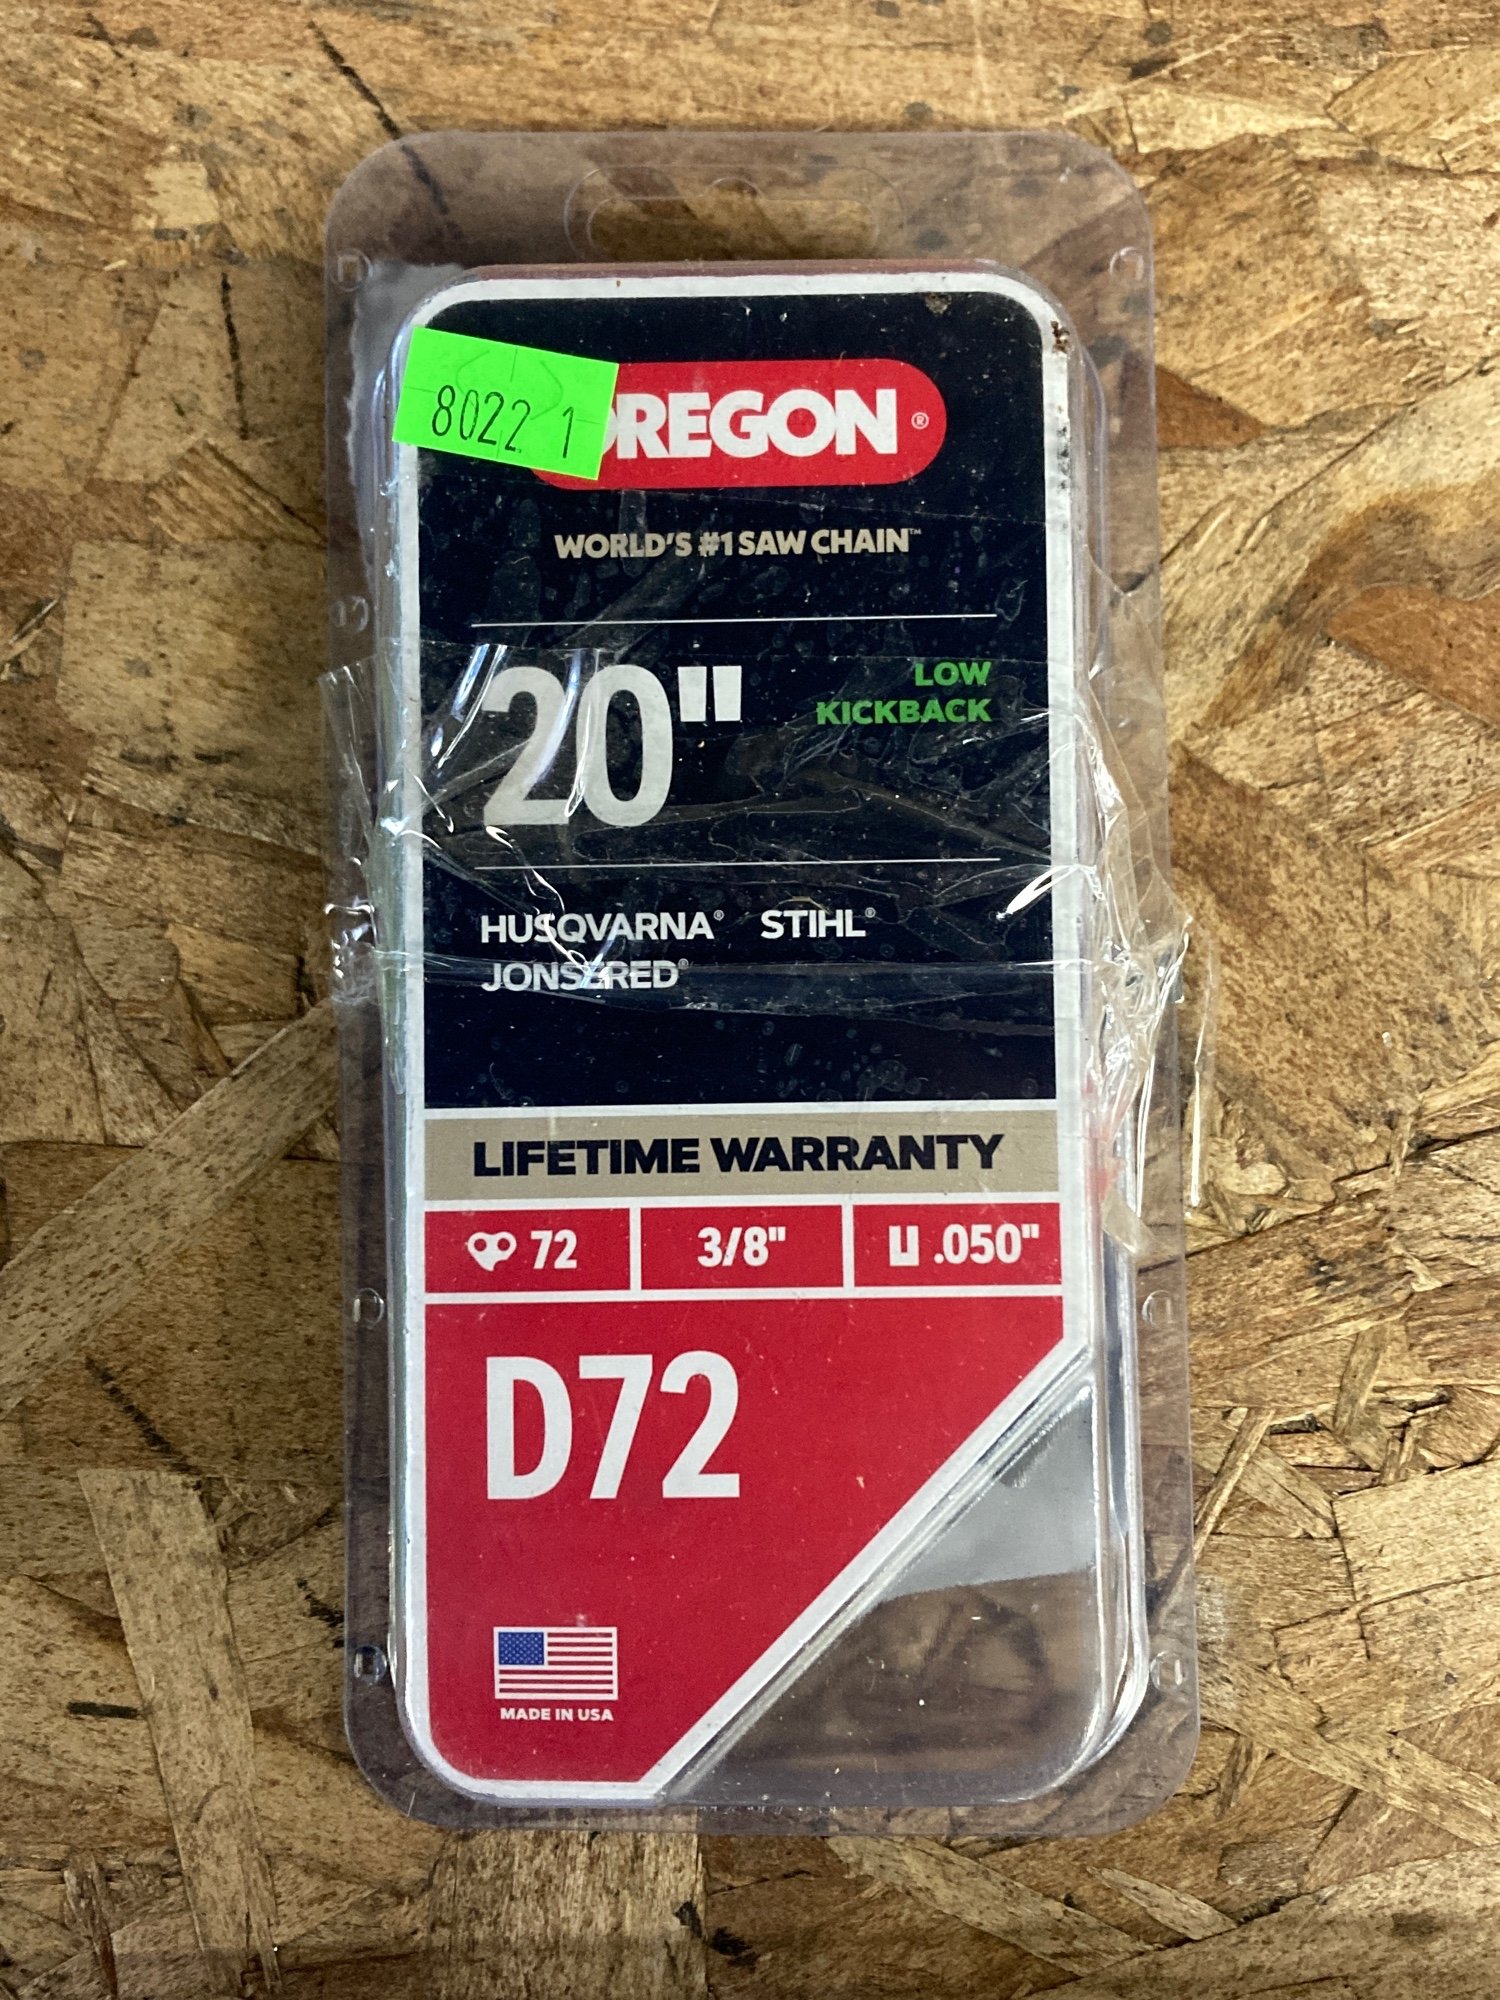 8022 1
OREGON®
WORLD'S #1 SAW CHAIN™
20"
LOW
KICKBACK
HUSQVARNA® STIHL®
JONSERED®
LIFETIME WARRANTY
72 3/8" .050"
D72
MADE IN USA